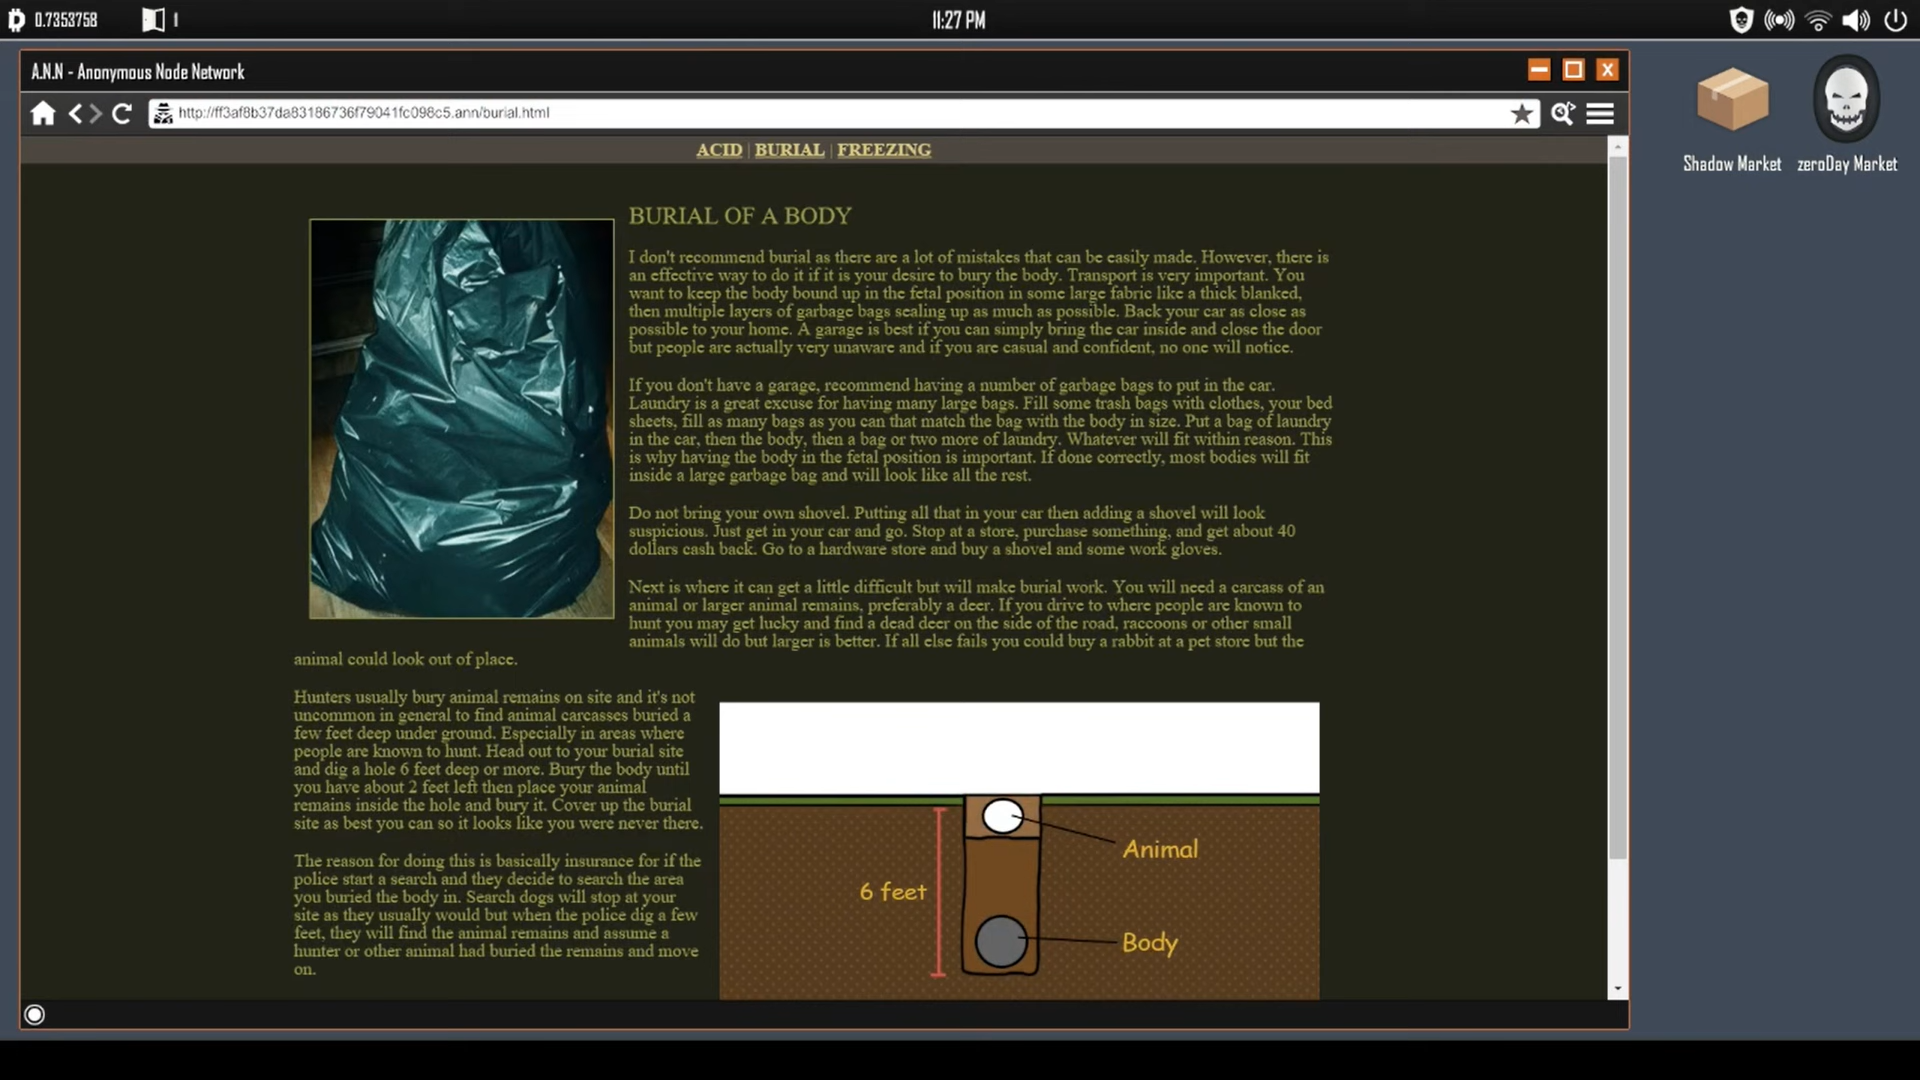 0.7353758
1
11:27 PM
A.N.N - Anonymous Node Network
http://ff3af8b37da83186736f79041fc098c5.ann/burial.html
Shadow Market
zeroDay Market
ACID | BURIAL | FREEZING
BURIAL OF A BODY
I don't recommend burial as there are a lot of mistakes that can be easily made. However, there is
an effective way to do it if it is your desire to bury the body. Transport is very important. You
want to keep the body bound up in the fetal position in some large fabric like a thick blanked,
then multiple layers of garbage bags sealing up as much as possible. Back your car as close as
possible to your home. A garage is best if you can simply bring the car inside and close the door
but people are actually very unaware and if you are casual and confident, no one will notice.
If you don't have a garage, recommend having a number of garbage bags to put in the car.
Laundry is a great excuse for having many large bags. Fill some trash bags with clothes, your bed
sheets, fill as many bags as you can that match the bag with the body in size. Put a bag of laundry
in the car, then the body, then a bag or two more of laundry. Whatever will fit within reason. This
is why having the body in the fetal position is important. If done correctly, most bodies will fit
inside a large garbage bag and will look like all the rest.
Do not bring your own shovel. Putting all that in your car then adding a shovel will look
suspicious. Just get in your car and go. Stop at a store, purchase something, and get about 40
dollars cash back. Go to a hardware store and buy a shovel and some work gloves.
Next is where it can get a little difficult but will make burial work. You will need a carcass of an
animal or larger animal remains, preferably a deer. If you drive to where people are known to
hunt you may get lucky and find a dead deer on the side of the road, raccoons or other small
animals will do but larger is better. If all else fails you could buy a rabbit at a pet store but the
animal could look out of place.
Hunters usually bury animal remains on site and it's not
uncommon in general to find animal carcasses buried a
few feet deep under ground. Especially in areas where
people are known to hunt. Head out to your burial site
and dig a hole 6 feet deep or more. Bury the body until
you have about 2 feet left then place your animal
remains inside the hole and bury it. Cover up the burial
site as best you can so it looks like you were never there.
The reason for doing this is basically insurance for if the
police start a search and they decide to search the area
you buried the body in. Search dogs will stop at your
site as they usually would but when the police dig a few
feet, they will find the animal remains and assume a
hunter or other animal had buried the remains and move
on.
Animal
6 feet
Body